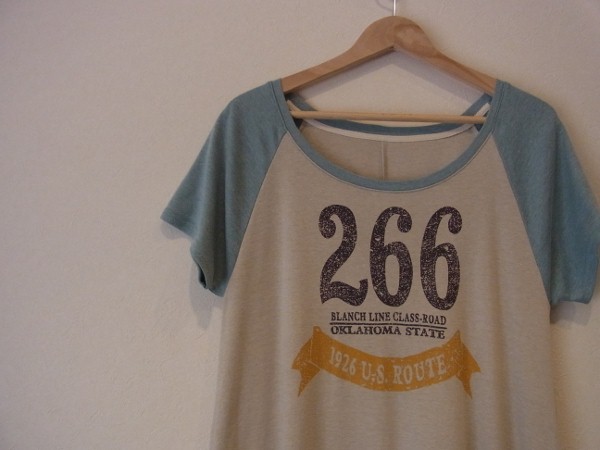 266
BLANCH LINE CLASS-ROAD
OKLAHOMA STATE
1926 U.S. ROUTE